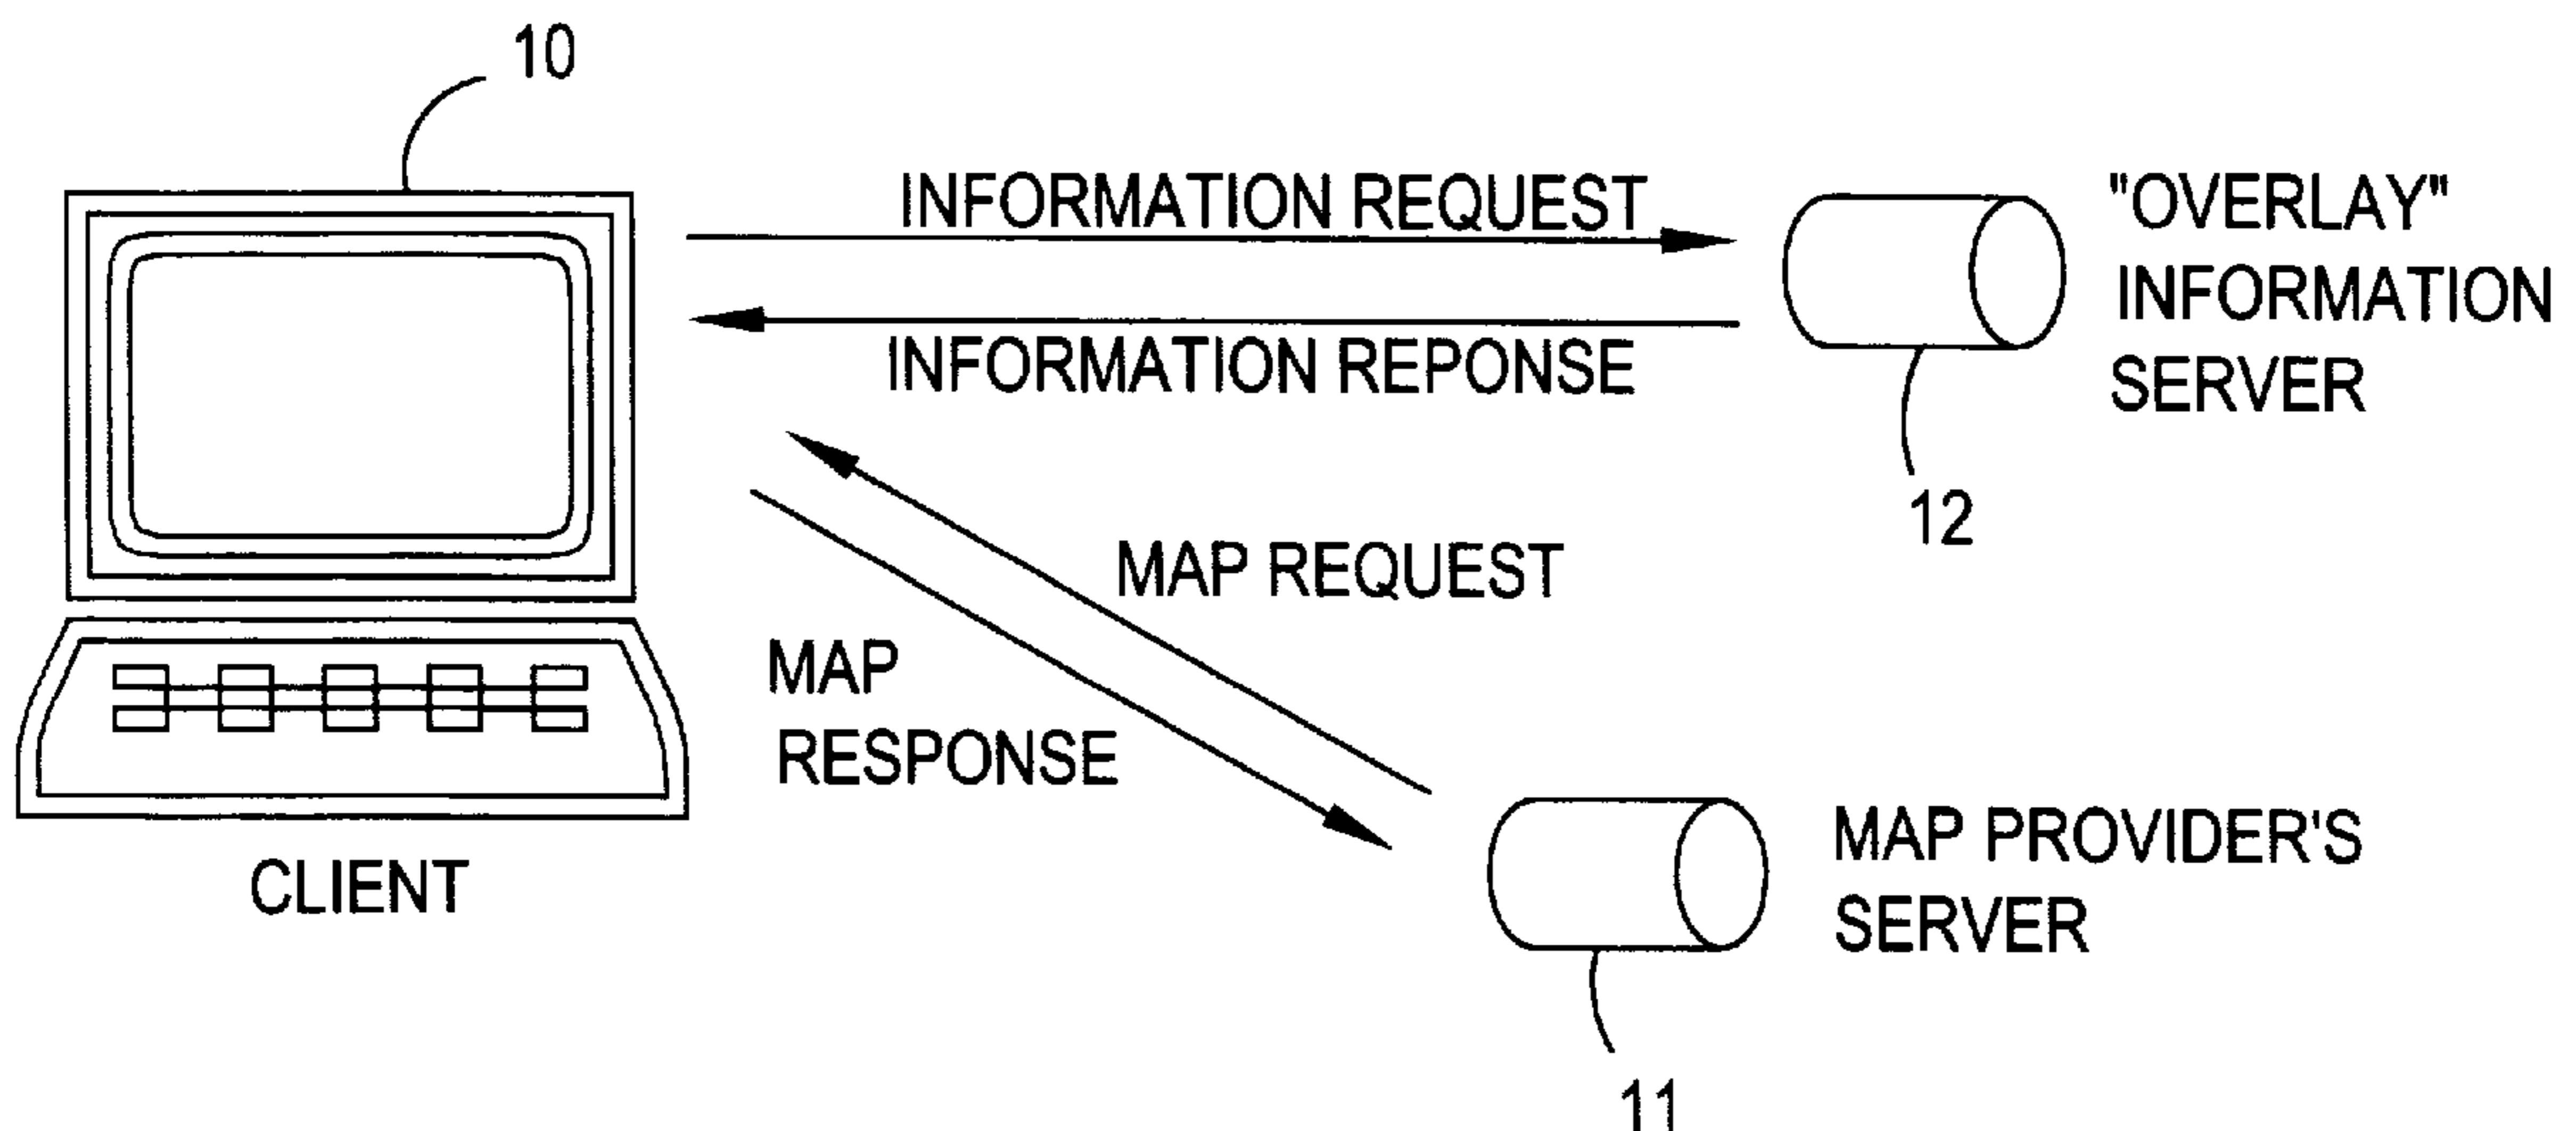 10
INFORMATION REQUEST
INFORMATION REPONSE
"OVERLAY"
INFORMATION
SERVER
12
MAP REQUEST
MAP
RESPONSE
CLIENT
MAP PROVIDER'S
SERVER
11